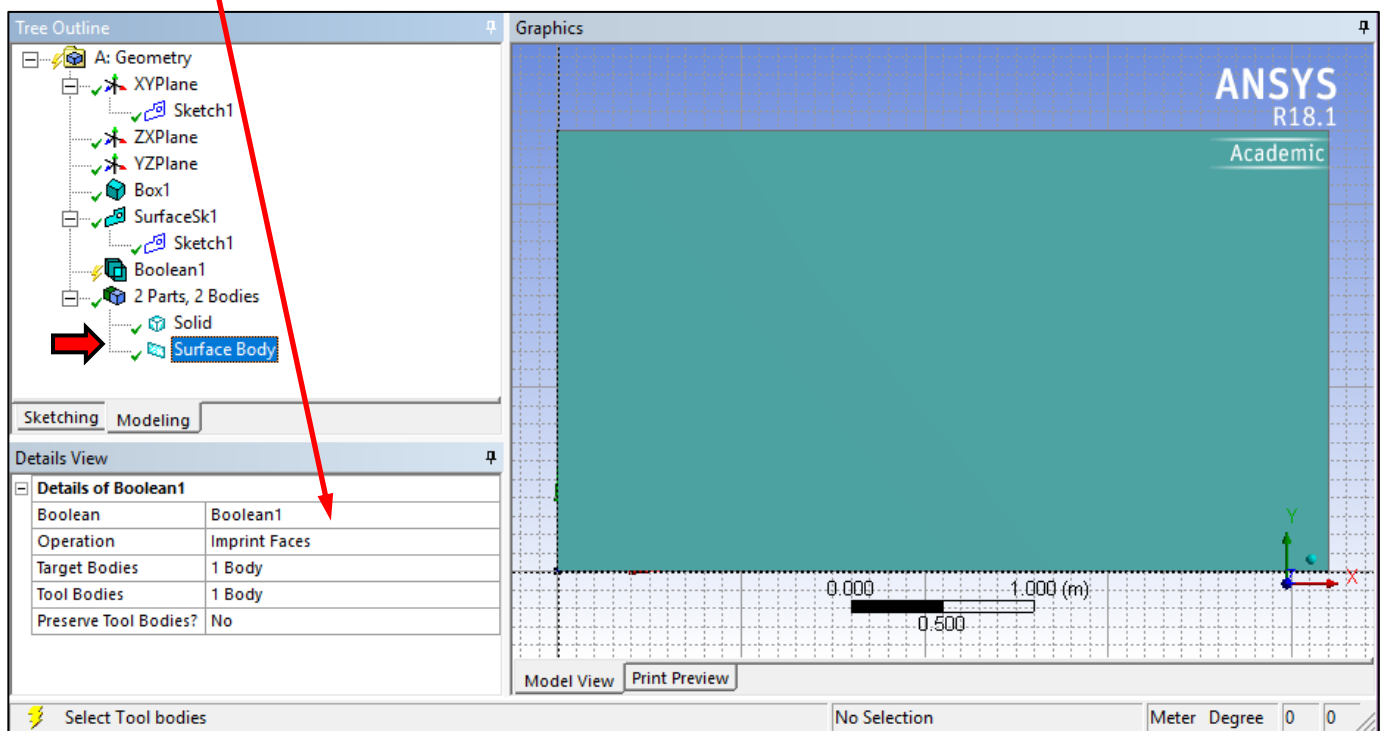 Tree Outline
A: Geometry
XYPlane
Sketch1
ZXPlane
YZPlane
Box1
SurfaceSk1
Sketch1
Boolean1
2 Parts, 2 Bodies
Solid
Surface Body
Sketching Modeling
Details View
Details of Boolean1
Boolean Boolean1
Operation Imprint Faces
Target Bodies 1 Body
Tool Bodies 1 Body
Preserve Tool Bodies? No
Graphics
ANSYS
R18.1
Academic
Y
X
0.000 1.000 (m)
0.500
Model View Print Preview
Select Tool bodies No Selection Meter Degree 0 0